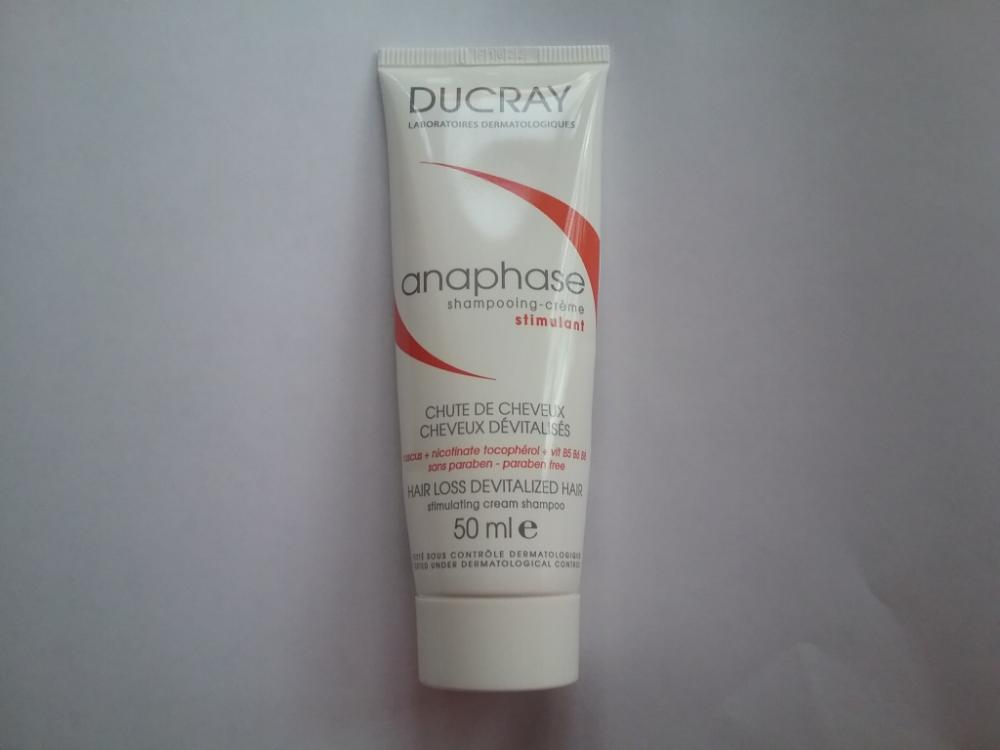 DUCRAY
LABORATOIRES DERMATOLOGIQUES
anaphase
shampooing-crème
stimulant
CHUTE DE CHEVEUX
CHEVEUX DÉVITALISÉS
+ nicotinate tocophérol + vit B5 B6 B8
sans paraben - paraben free
HAIR LOSS DEVITALIZED HAIR
stimulating cream shampoo
50 ml e
SOUS CONTRÔLE DERMATOLOGIQUE
UNDER DERMATOLOGICAL CONTROL